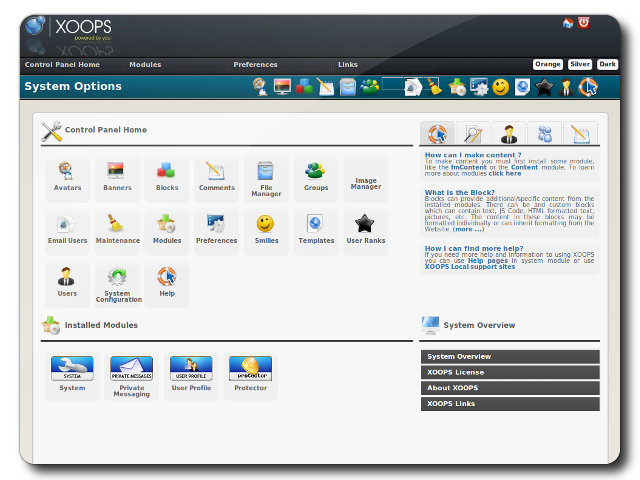 XOOPS
powered by you
Control Panel Home Modules Preferences Links Orange Silver Dark
System Options
Control Panel Home
Avatars Banners Blocks Comments File Manager Groups Image Manager
Email Users Maintenance Modules Preferences Smilies Templates User Ranks
Users System Configuration Help
How can I make content ?
To make content you must first install some module,
like the fmContent or the Content module. To learn
more about modules click here
What Is the Block?
Blocks can provide additional/specific content from the
installed modules. There can be and custom blocks
which can contain text, JS Code, HTML formatted text,
pictures, etc. The content in these blocks may be
formatted individually or can inherit formatting from the
Website. (more ...)
How I can find more help?
If you need more help and information to using XOOPS
you can use Help pages in system module or use
XOOPS Local support sites
Installed Modules
SYSTEM PRIVATE MESSAGES USER PROFILE protector
System Private Messaging User Profile Protector
System Overview
System Overview
XOOPS License
About XOOPS
XOOPS Links